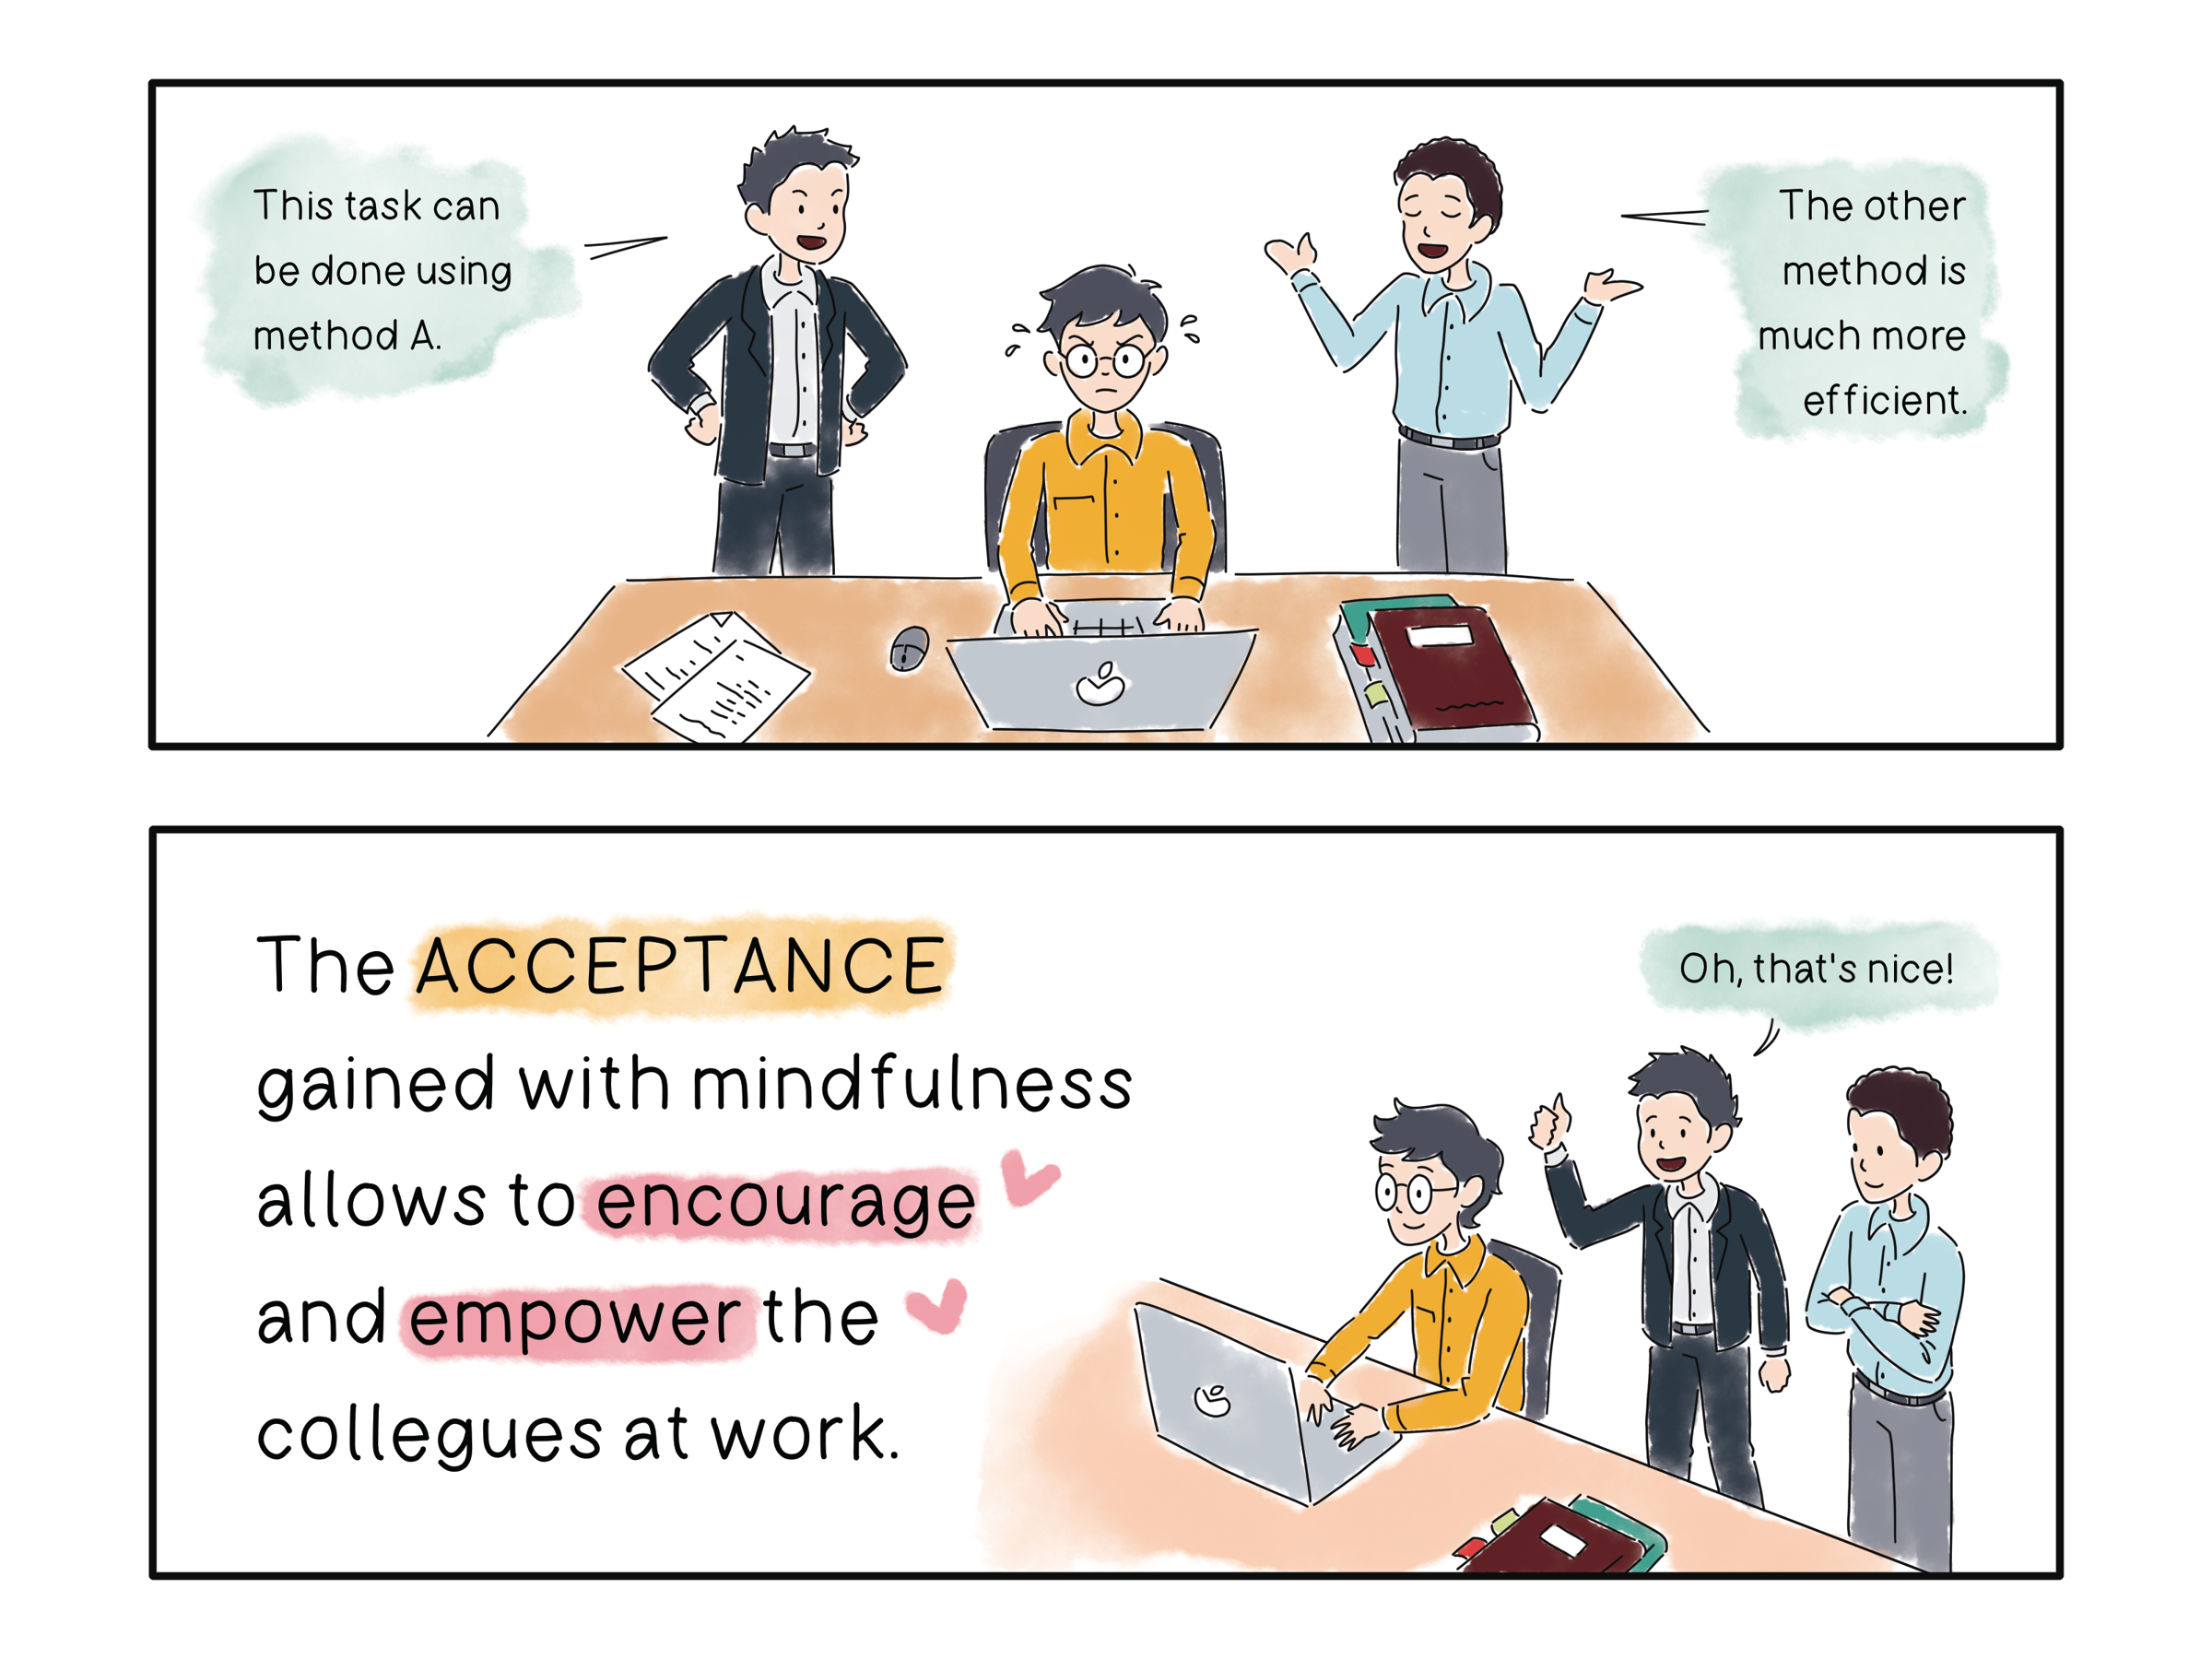 This task can
be done using
method A.
The other
method is
much more
efficient.
The ACCEPTANCE
gained with mindfulness
allows to encourage
and empower the
collegues at work.
Oh, that's nice!